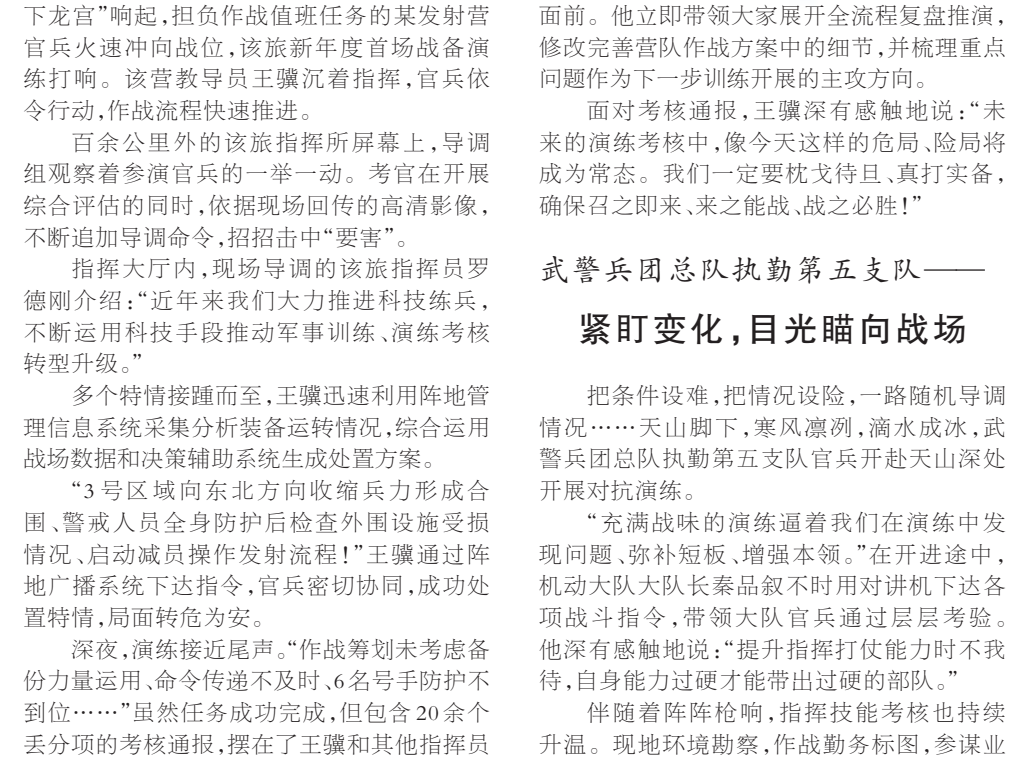 下龙宫”响起，担负作战值班任务的某发射营
官兵火速冲向战位，该旅新年度首场战备演
练打响。该营教导员王骥沉着指挥，官兵依
令行动，作战流程快速推进。
百余公里外的该旅指挥所屏幕上，导调
组观察着参演官兵的一举一动。考官在开展
综合评估的同时，依据现场回传的高清影像，
不断追加导调命令，招招击中“要害”。
指挥大厅内，现场导调的该旅指挥员罗
德刚介绍：“近年来我们大力推进科技练兵，
不断运用科技手段推动军事训练、演练考核
转型升级。”
多个特情接踵而至，王骥迅速利用阵地管
理信息系统采集分析装备运转情况，综合运用
战场数据和决策辅助系统生成处置方案。
“3号区域向东北方向收缩兵力形成合
围、警戒人员全身防护后检查外围设施受损
情况、启动减员操作发射流程！”王骥通过阵
地广播系统下达指令，官兵密切协同，成功处
置特情，局面转危为安。
深夜，演练接近尾声。“作战筹划未考虑备
份力量运用、命令传递不及时、6名号手防护不
到位……”虽然任务成功完成，但包含20余个
丢分项的考核通报，摆在了王骥和其他指挥员
面前。他立即带领大家展开全流程复盘推演，
修改完善营队作战方案中的细节，并梳理重点
问题作为下一步训练开展的主攻方向。
面对考核通报，王骥深有感触地说：“未
来的演练考核中，像今天这样的危局、险局将
成为常态。我们一定要枕戈待旦、真打实备，
确保召之即来、来之能战、战之必胜！”
武警兵团总队执勤第五支队——
紧盯变化，目光瞄向战场
把条件设难，把情况设险，一路随机导调
情况……天山脚下，寒风凛冽，滴水成冰，武
警兵团总队执勤第五支队官兵开赴天山深处
开展对抗演练。
“充满战味的演练逼着我们在演练中发
现问题、弥补短板、增强本领。”在开进途中，
机动大队大队长秦品叙不时用对讲机下达各
项战斗指令，带领大队官兵通过层层考验。
他深有感触地说：“提升指挥打仗能力时不我
待，自身能力过硬才能带出过硬的部队。”
伴随着阵阵枪响，指挥技能考核也持续
升温。现地环境勘察，作战勤务标图，参谋业